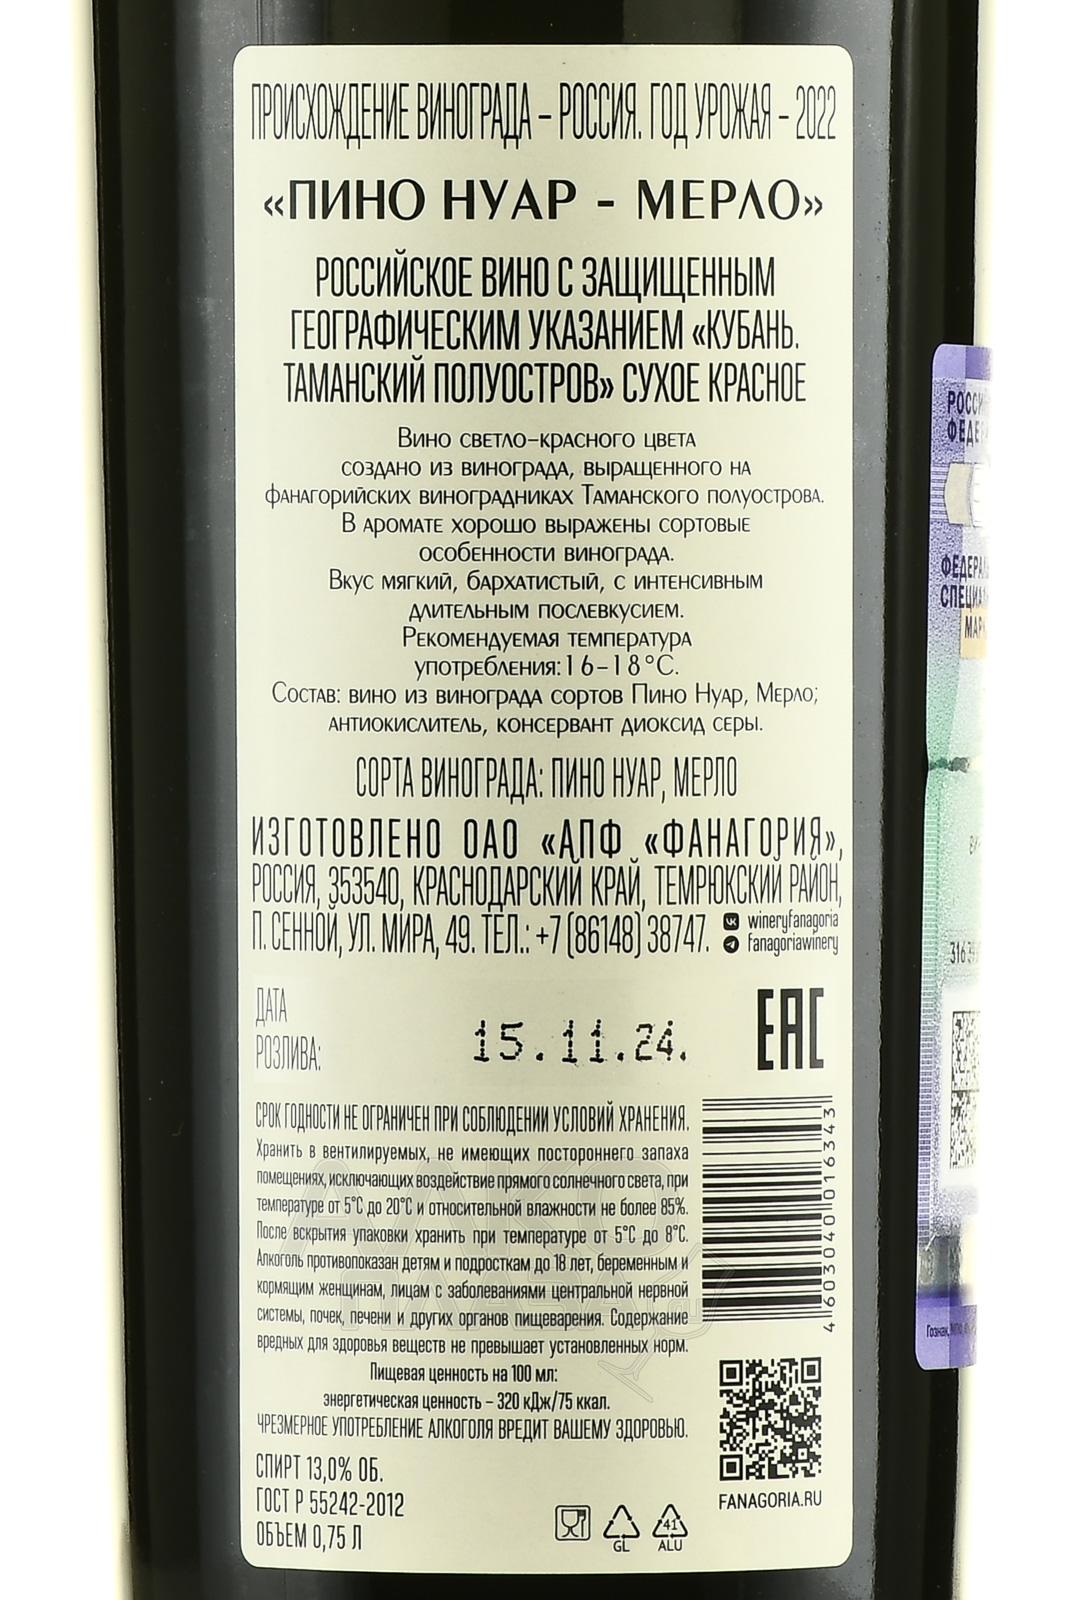 ПРОИСХОЖДЕНИЕ ВИНОГРАДА – РОССИЯ. ГОД УРОЖАЯ – 2022
«ПИНО НУАР - МЕРЛО»
РОССИЙСКОЕ ВИНО С ЗАЩИЩЕННЫМ
ГЕОГРАФИЧЕСКИМ УКАЗАНИЕМ «КУБАНЬ.
ТАМАНСКИЙ ПОЛУОСТРОВ» СУХОЕ КРАСНОЕ
Вино светло-красного цвета
создано из винограда, выращенного на
фанагорийских виноградниках Таманского полуострова.
В аромате хорошо выражены сортовые
особенности винограда.
Вкус мягкий, бархатистый, с интенсивным
длительным послевкусием.
Рекомендуемая температура
употребления:16-18°С.
Состав: вино из винограда сортов Пино Нуар, Мерло;
антиокислитель, консервант диоксид серы.
СОРТА ВИНОГРАДА: ПИНО НУАР, МЕРЛО
ИЗГОТОВЛЕНО ОАО «АПФ «ФАНАГОРИЯ»,
РОССИЯ, 353540, КРАСНОДАРСКИЙ КРАЙ, ТЕМРЮКСКИЙ РАЙОН,
П. СЕННОЙ, УЛ. МИРА, 49. ТЕЛ.: +7 (86148) 38747.
wineryfanagoria
fanagoriawinery
ДАТА
РОЗЛИВА:
15.11.24.
ЕАС
СРОК ГОДНОСТИ НЕ ОГРАНИЧЕН ПРИ СОБЛЮДЕНИИ УСЛОВИЙ ХРАНЕНИЯ.
Хранить в вентилируемых, не имеющих постороннего запаха
помещениях, исключающих воздействие прямого солнечного света, при
температуре от 5°С до 20°С и относительной влажности не более 85%.
После вскрытия упаковки хранить при температуре от 5°С до 8°С.
Алкоголь противопоказан детям и подросткам до 18 лет, беременным и
кормящим женщинам, лицам с заболеваниями центральной нервной
системы, почек, печени и других органов пищеварения. Содержание
вредных для здоровья веществ не превышает установленных норм.
Пищевая ценность на 100 мл:
энергетическая ценность – 320 кДж/75 ккал.
ЧРЕЗМЕРНОЕ УПОТРЕБЛЕНИЕ АЛКОГОЛЯ ВРЕДИТ ВАШЕМУ ЗДОРОВЬЮ.
СПИРТ 13,0% ОБ.
ГОСТ Р 55242-2012
ОБЪЕМ 0,75 Л
4 603040 016343
FANAGORIA.RU
GL
41
ALU